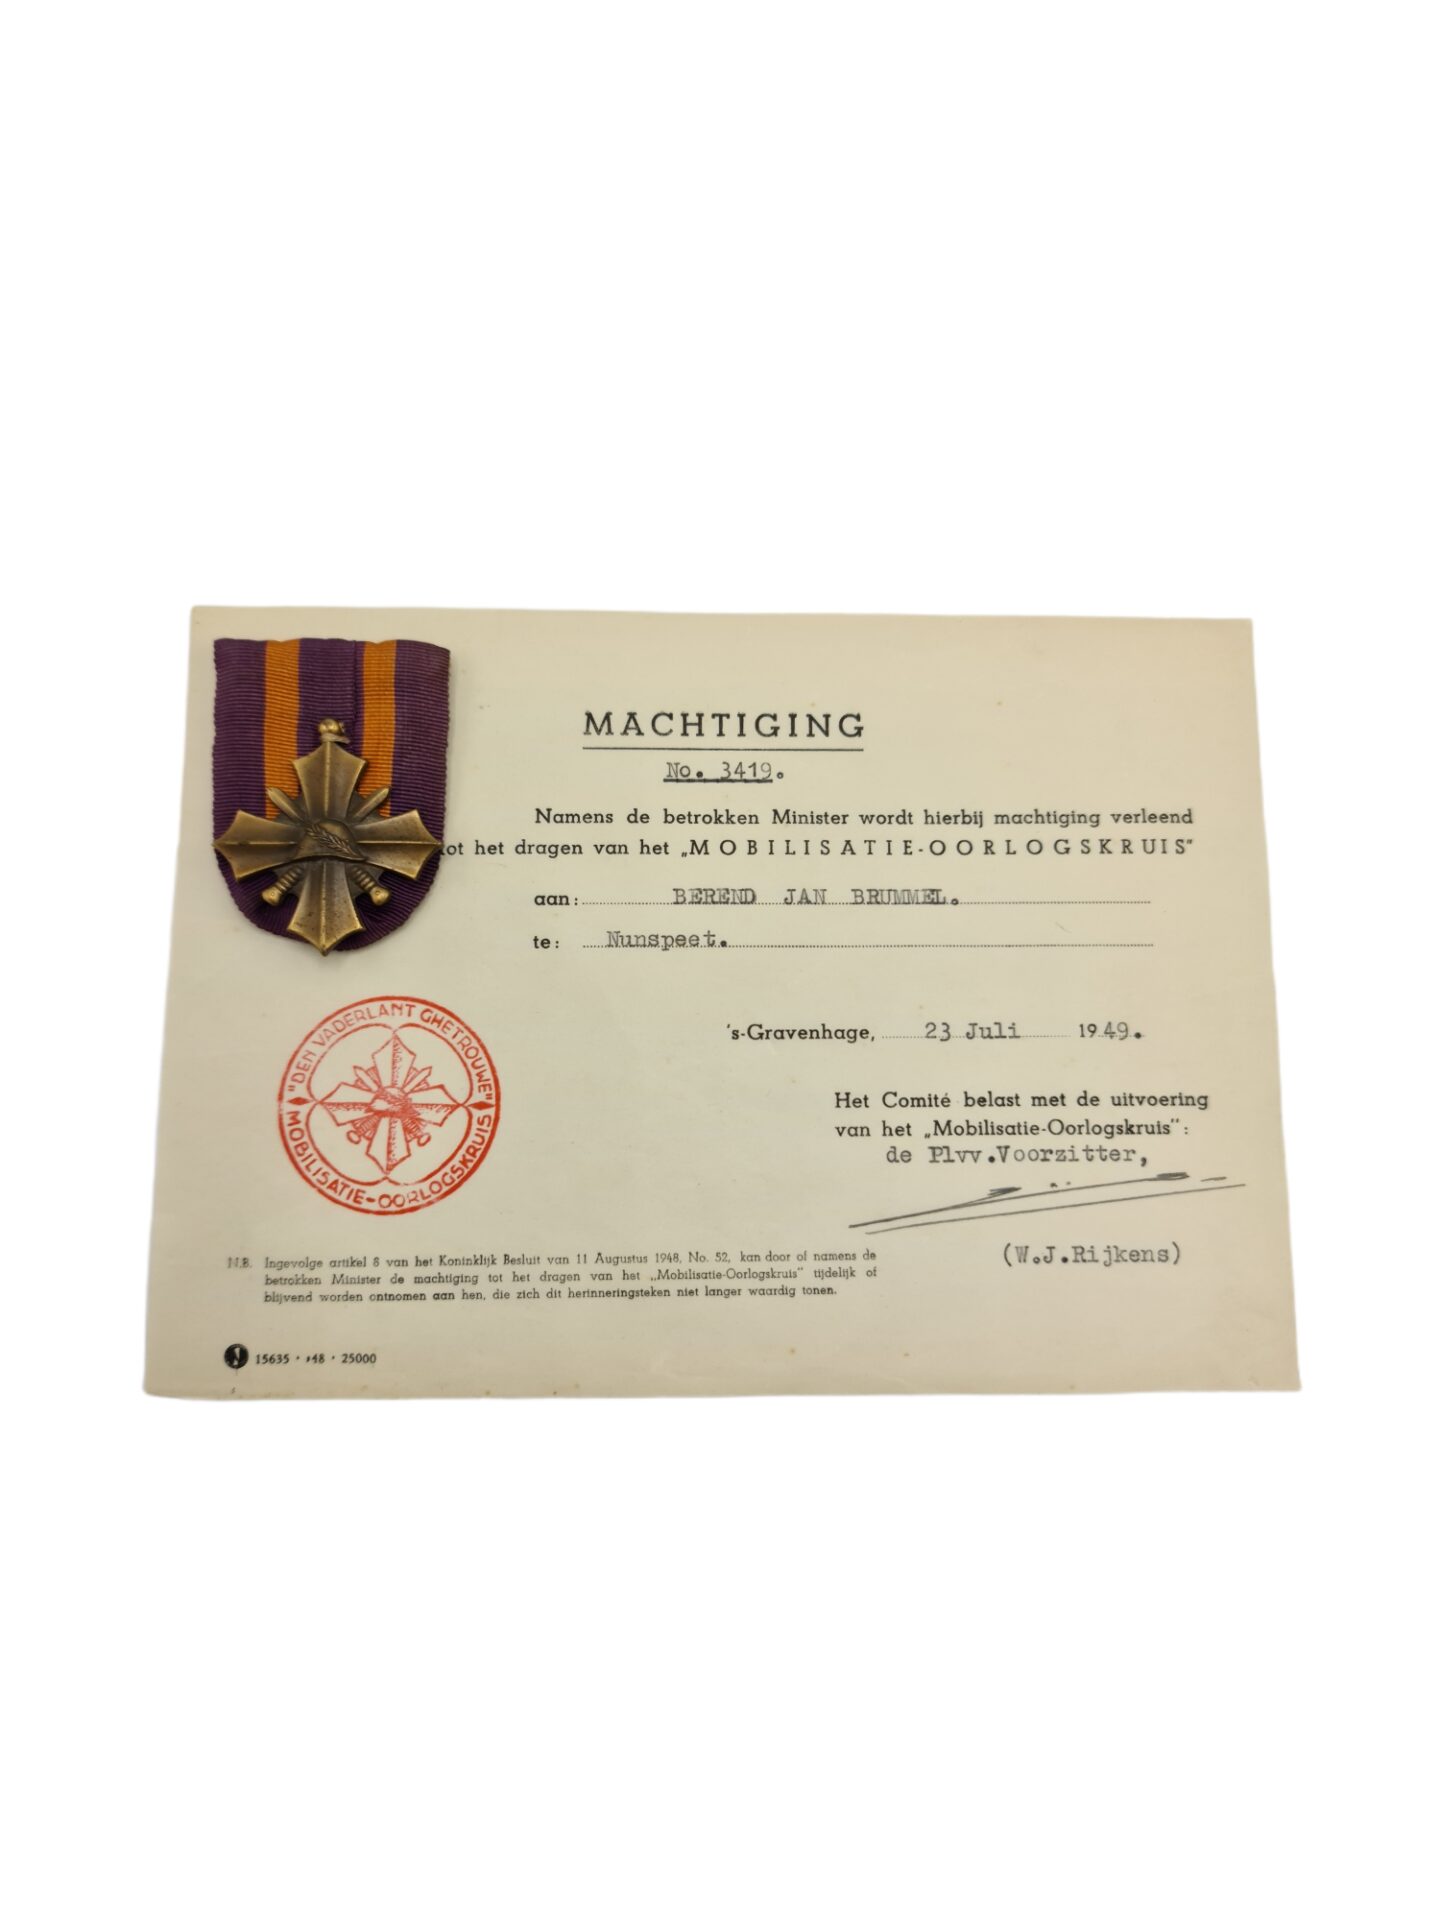 MACHTIGING
No. 3419.
Namens de betrokken Minister wordt hierbij machtiging verleend
tot het dragen van het „MOBILISATIE-OORLOGSKRUIS"
aan: BEREND JAN BRUMMEL.
te: Nunspeet.
's-Gravenhage, 23 Juli 1949.
"DEN VADERLANT GHETROUWE"
MOBILISATIE-OORLOGSKRUIS
Het Comité belast met de uitvoering
van het „Mobilisatie-Oorlogskruis":
de Plvv.Voorzitter,
(W.J.Rijkens)
N.B. Ingevolge artikel 8 van het Koninklijk Besluit van 11 Augustus 1948, No. 52, kan door of namens de
betrokken Minister de machtiging tot het dragen van het „Mobilisatie-Oorlogskruis" tijdelijk of
blijvend worden ontnomen aan hen, die zich dit herinneringsteken niet langer waardig tonen.
15635 · '48 · 25000